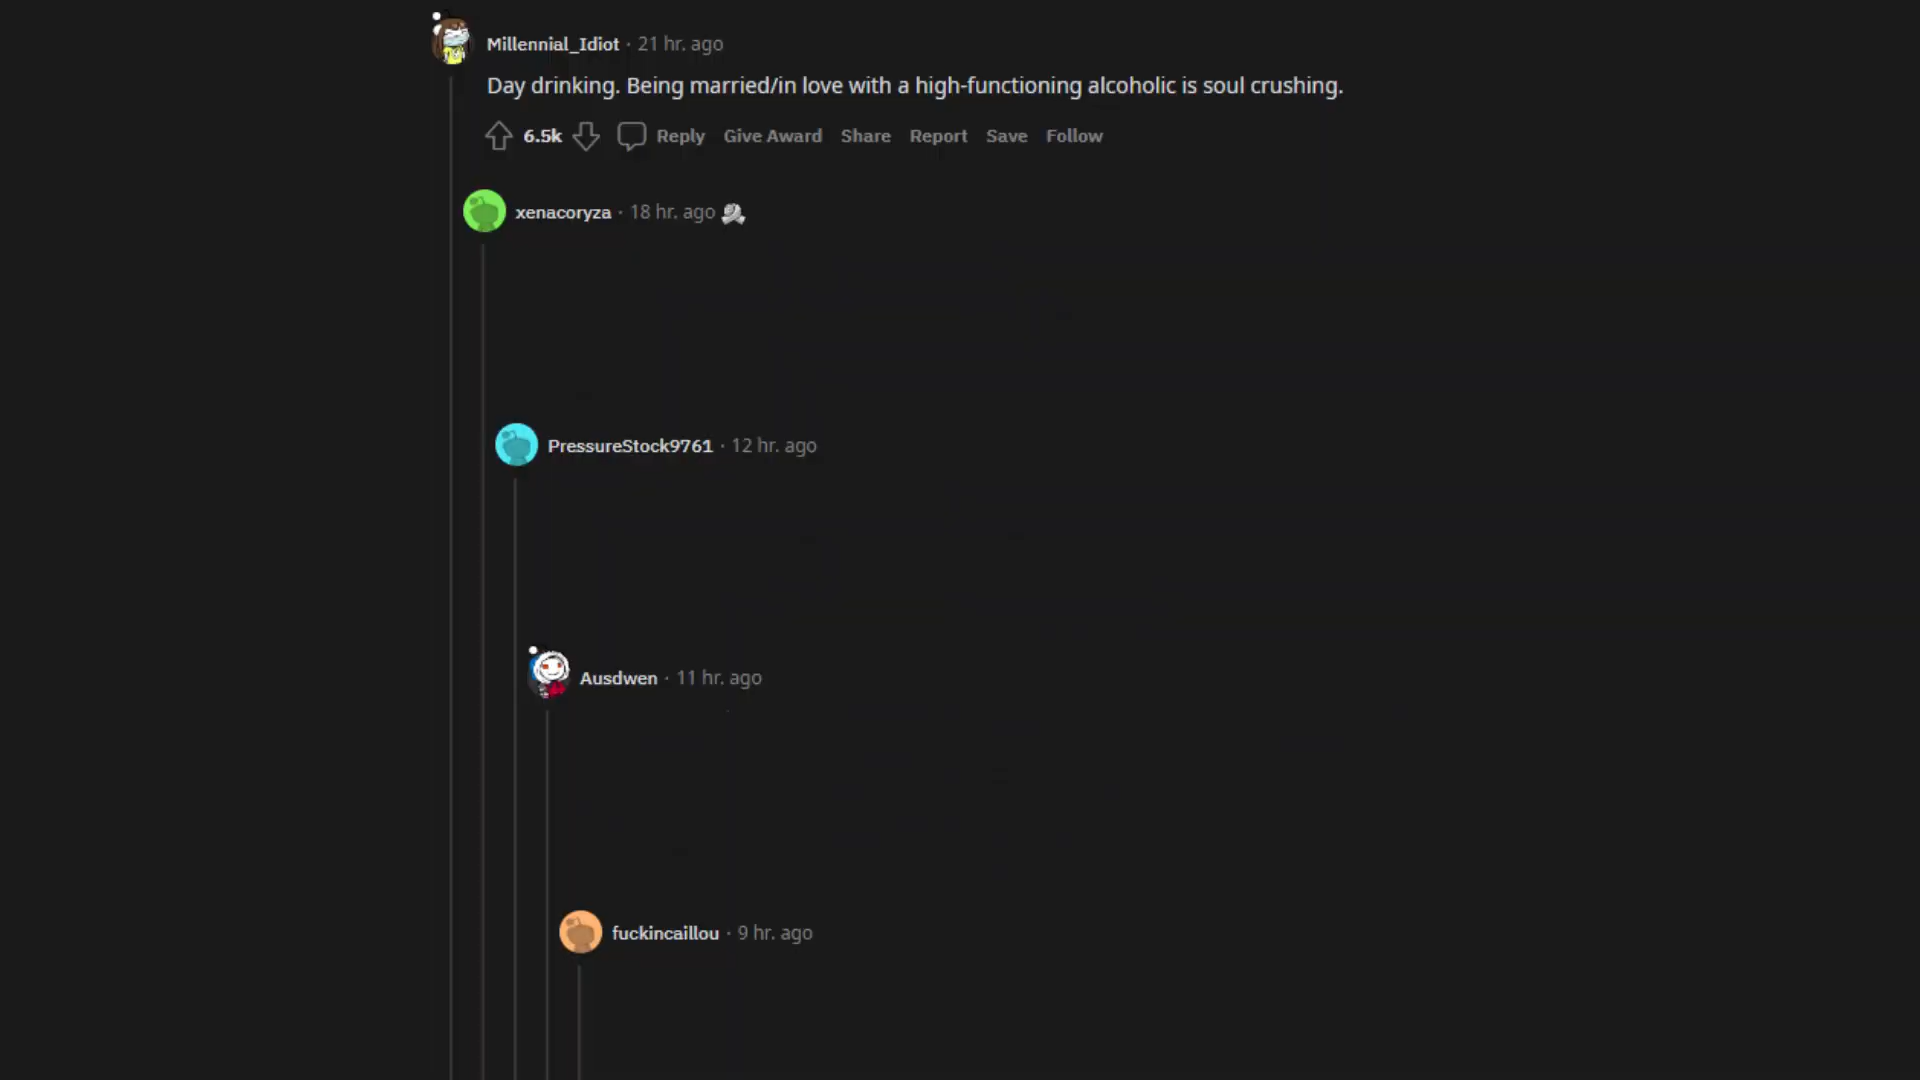 Millennial_Idiot · 21 hr. ago
Day drinking. Being married/in love with a high-functioning alcoholic is soul crushing.
6.5k Reply Give Award Share Report Save Follow
xenacoryza · 18 hr. ago
PressureStock9761 · 12 hr. ago
Ausdwen · 11 hr. ago
fuckincaillou · 9 hr. ago